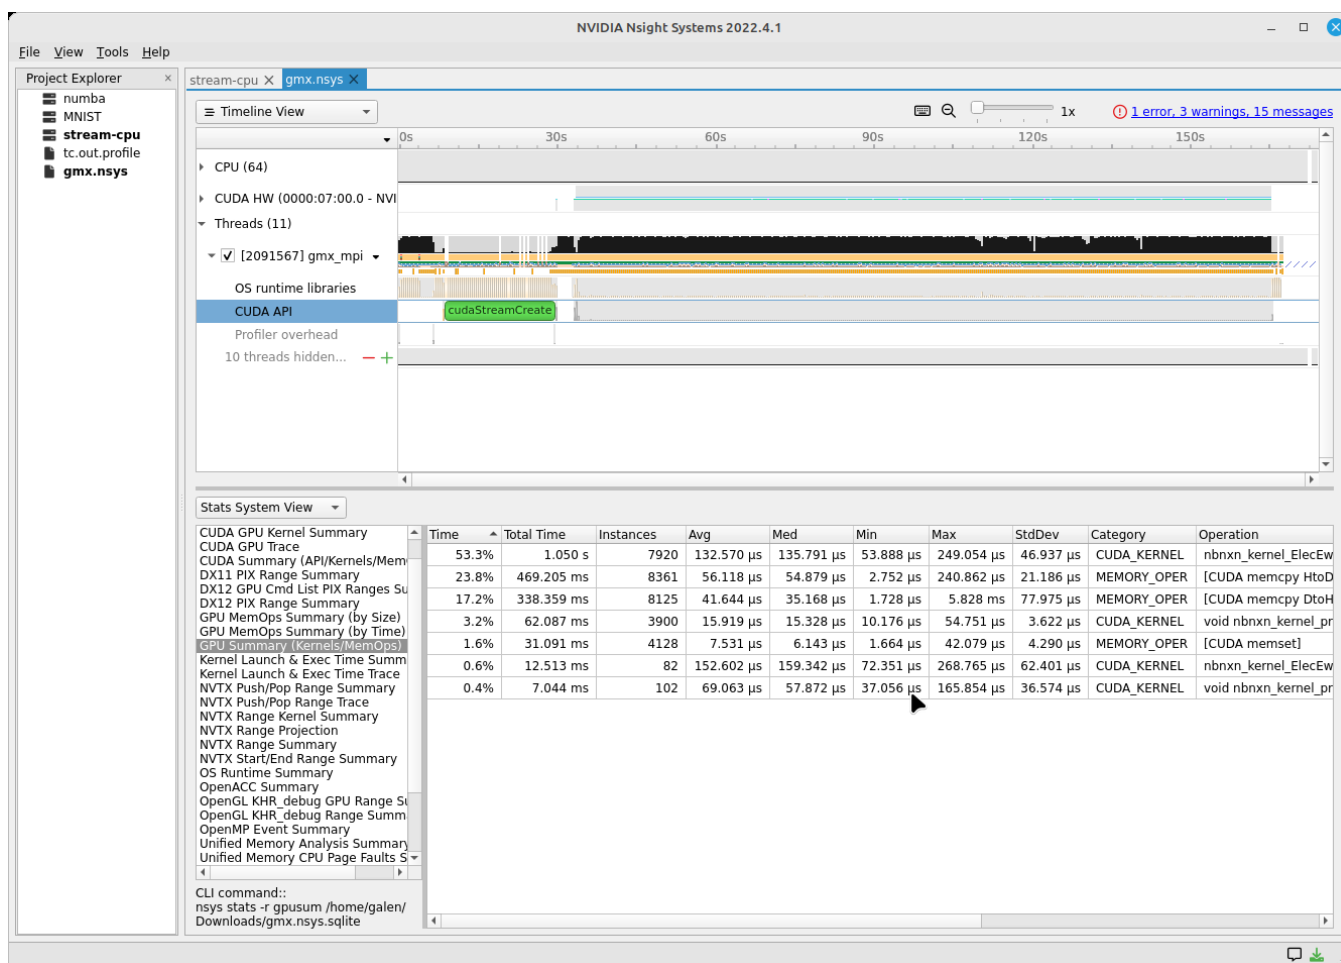 NVIDIA Nsight Systems 2022.4.1
File View Tools Help
Project Explorer
numba
MNIST
stream-cpu
tc.out.profile
gmx.nsys
stream-cpu gmx.nsys
Timeline View 1x 1 error, 3 warnings, 15 messages
0s 30s 60s 90s 120s 150s
CPU (64)
CUDA HW (0000:07:00.0 - NVI
Threads (11)
[2091567] gmx_mpi
OS runtime libraries
CUDA API cudaStreamCreate
Profiler overhead
10 threads hidden...
Stats System View
CUDA GPU Kernel Summary
CUDA GPU Trace
CUDA Summary (API/Kernels/Mem
DX11 PIX Range Summary
DX12 GPU Cmd List PIX Ranges Su
DX12 PIX Range Summary
GPU MemOps Summary (by Size)
GPU MemOps Summary (by Time)
GPU Summary (Kernels/MemOps)
Kernel Launch & Exec Time Summ
Kernel Launch & Exec Time Trace
NVTX Push/Pop Range Summary
NVTX Push/Pop Range Trace
NVTX Range Kernel Summary
NVTX Range Projection
NVTX Range Summary
NVTX Start/End Range Summary
OS Runtime Summary
OpenACC Summary
OpenGL KHR_debug GPU Range Su
OpenGL KHR_debug Range Summ
OpenMP Event Summary
Unified Memory Analysis Summary
Unified Memory CPU Page Faults S
CLI command::
nsys stats -r gpusum /home/galen/
Downloads/gmx.nsys.sqlite
Time Total Time Instances Avg Med Min Max StdDev Category Operation
53.3% 1.050 s 7920 132.570 μs 135.791 μs 53.888 μs 249.054 μs 46.937 μs CUDA_KERNEL nbnxn_kernel_ElecEw
23.8% 469.205 ms 8361 56.118 μs 54.879 μs 2.752 μs 240.862 μs 21.186 μs MEMORY_OPER [CUDA memcpy HtoD
17.2% 338.359 ms 8125 41.644 μs 35.168 μs 1.728 μs 5.828 ms 77.975 μs MEMORY_OPER [CUDA memcpy DtoH
3.2% 62.087 ms 3900 15.919 μs 15.328 μs 10.176 μs 54.751 μs 3.622 μs CUDA_KERNEL void nbnxn_kernel_pr
1.6% 31.091 ms 4128 7.531 μs 6.143 μs 1.664 μs 42.079 μs 4.290 μs MEMORY_OPER [CUDA memset]
0.6% 12.513 ms 82 152.602 μs 159.342 μs 72.351 μs 268.765 μs 62.401 μs CUDA_KERNEL nbnxn_kernel_ElecEw
0.4% 7.044 ms 102 69.063 μs 57.872 μs 37.056 μs 165.854 μs 36.574 μs CUDA_KERNEL void nbnxn_kernel_pr